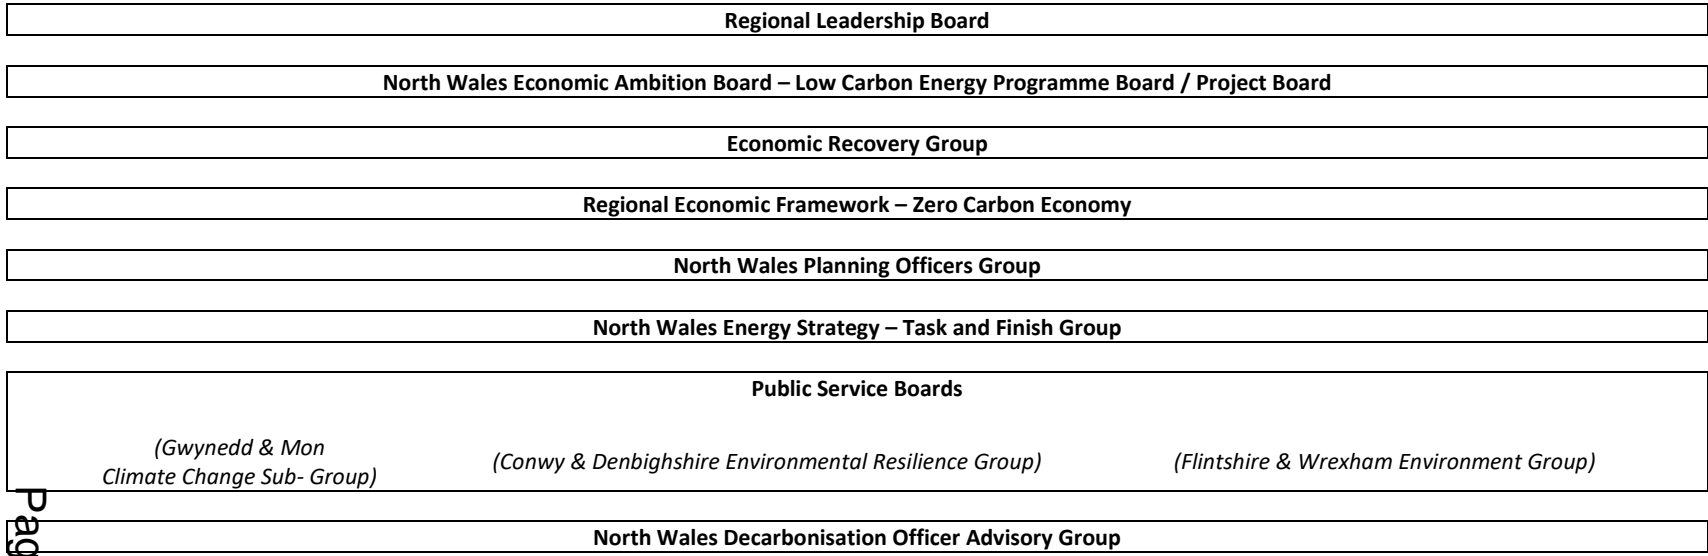 Regional Leadership Board
North Wales Economic Ambition Board – Low Carbon Energy Programme Board / Project Board
Economic Recovery Group
Regional Economic Framework – Zero Carbon Economy
North Wales Planning Officers Group
North Wales Energy Strategy – Task and Finish Group
Public Service Boards
(Gwynedd & Mon
Climate Change Sub- Group)
(Conwy & Denbighshire Environmental Resilience Group)
(Flintshire & Wrexham Environment Group)
North Wales Decarbonisation Officer Advisory Group
Pag